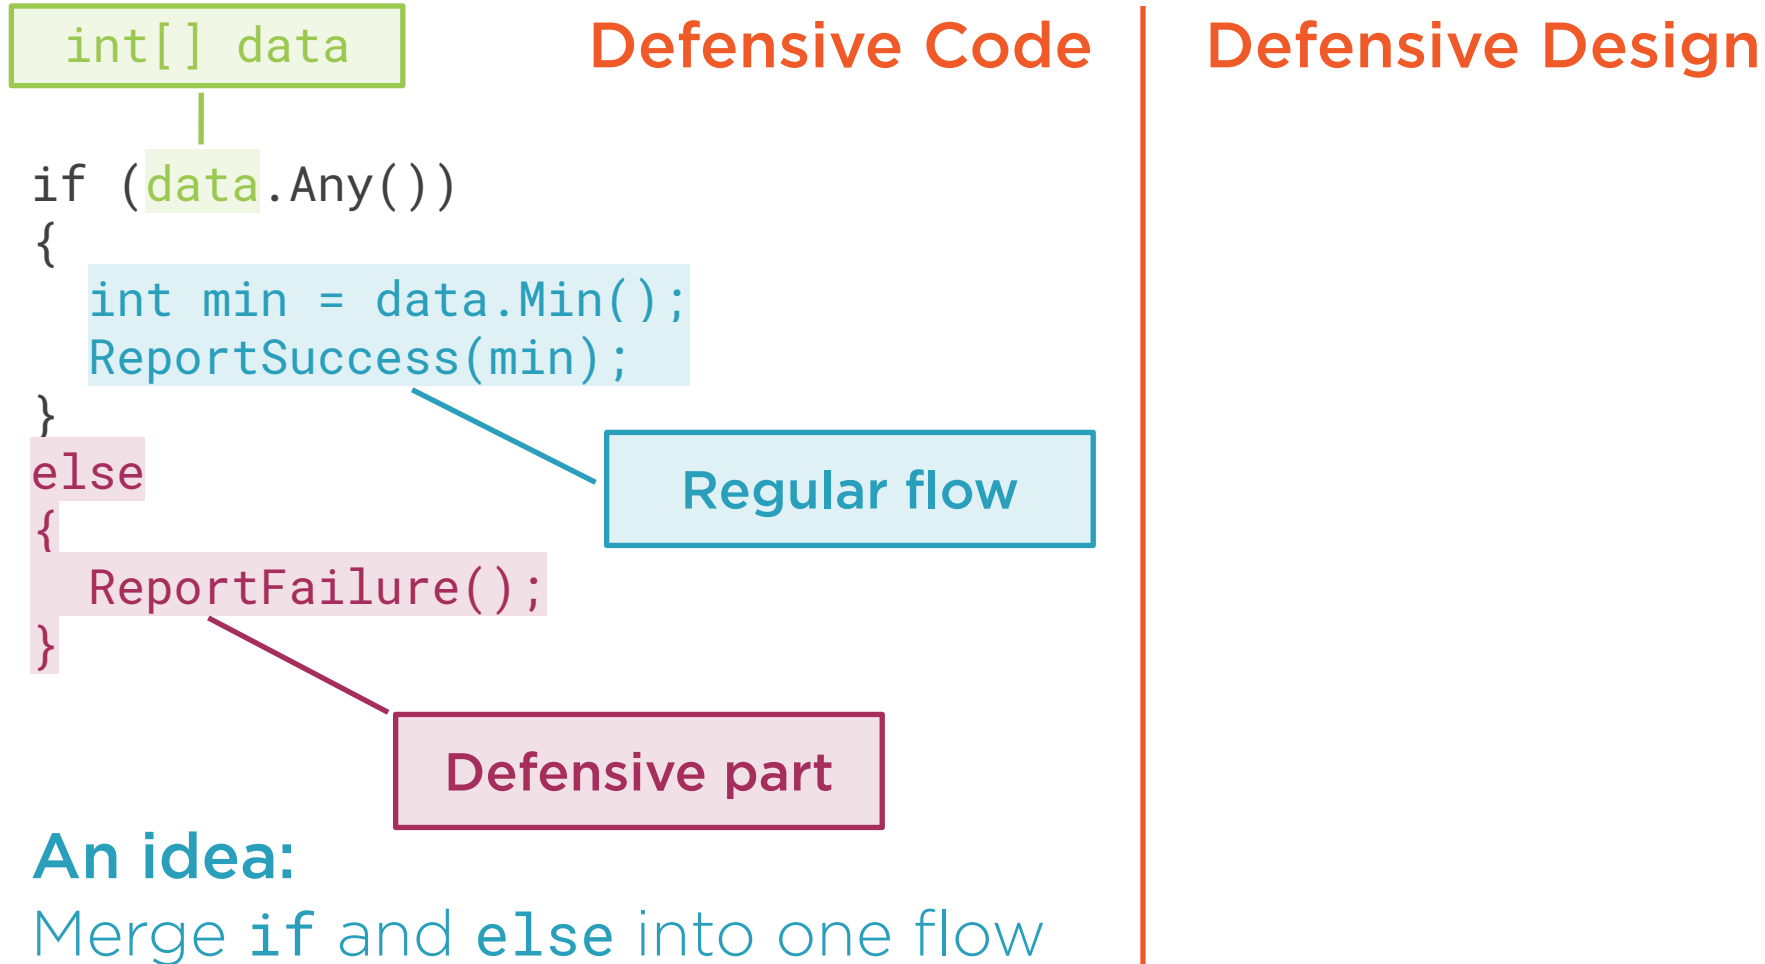 int[] data
Defensive Code
Defensive Design
if (data.Any())
{
int min = data.Min();
ReportSuccess(min);
}
else
{
ReportFailure();
}
Regular flow
Defensive part
An idea:
Merge if and else into one flow